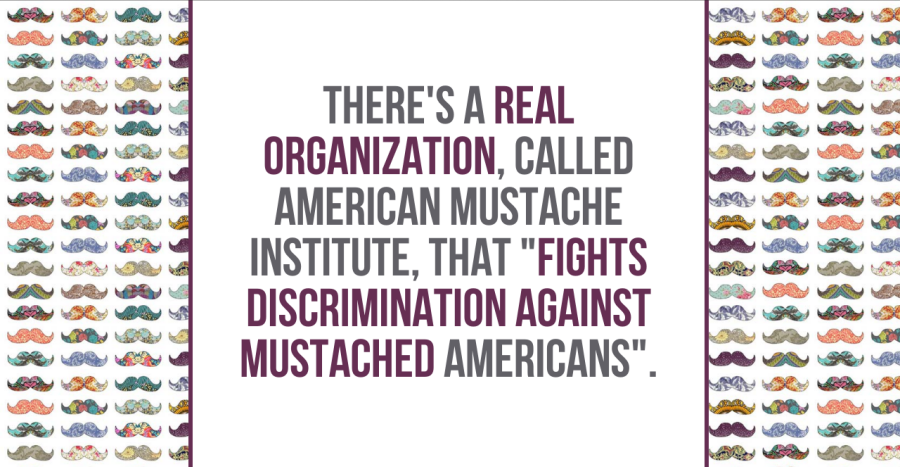 THERE'S A REAL
ORGANIZATION, CALLED
AMERICAN MUSTACHE
INSTITUTE, THAT "FIGHTS
DISCRIMINATION AGAINST
MUSTACHED AMERICANS".